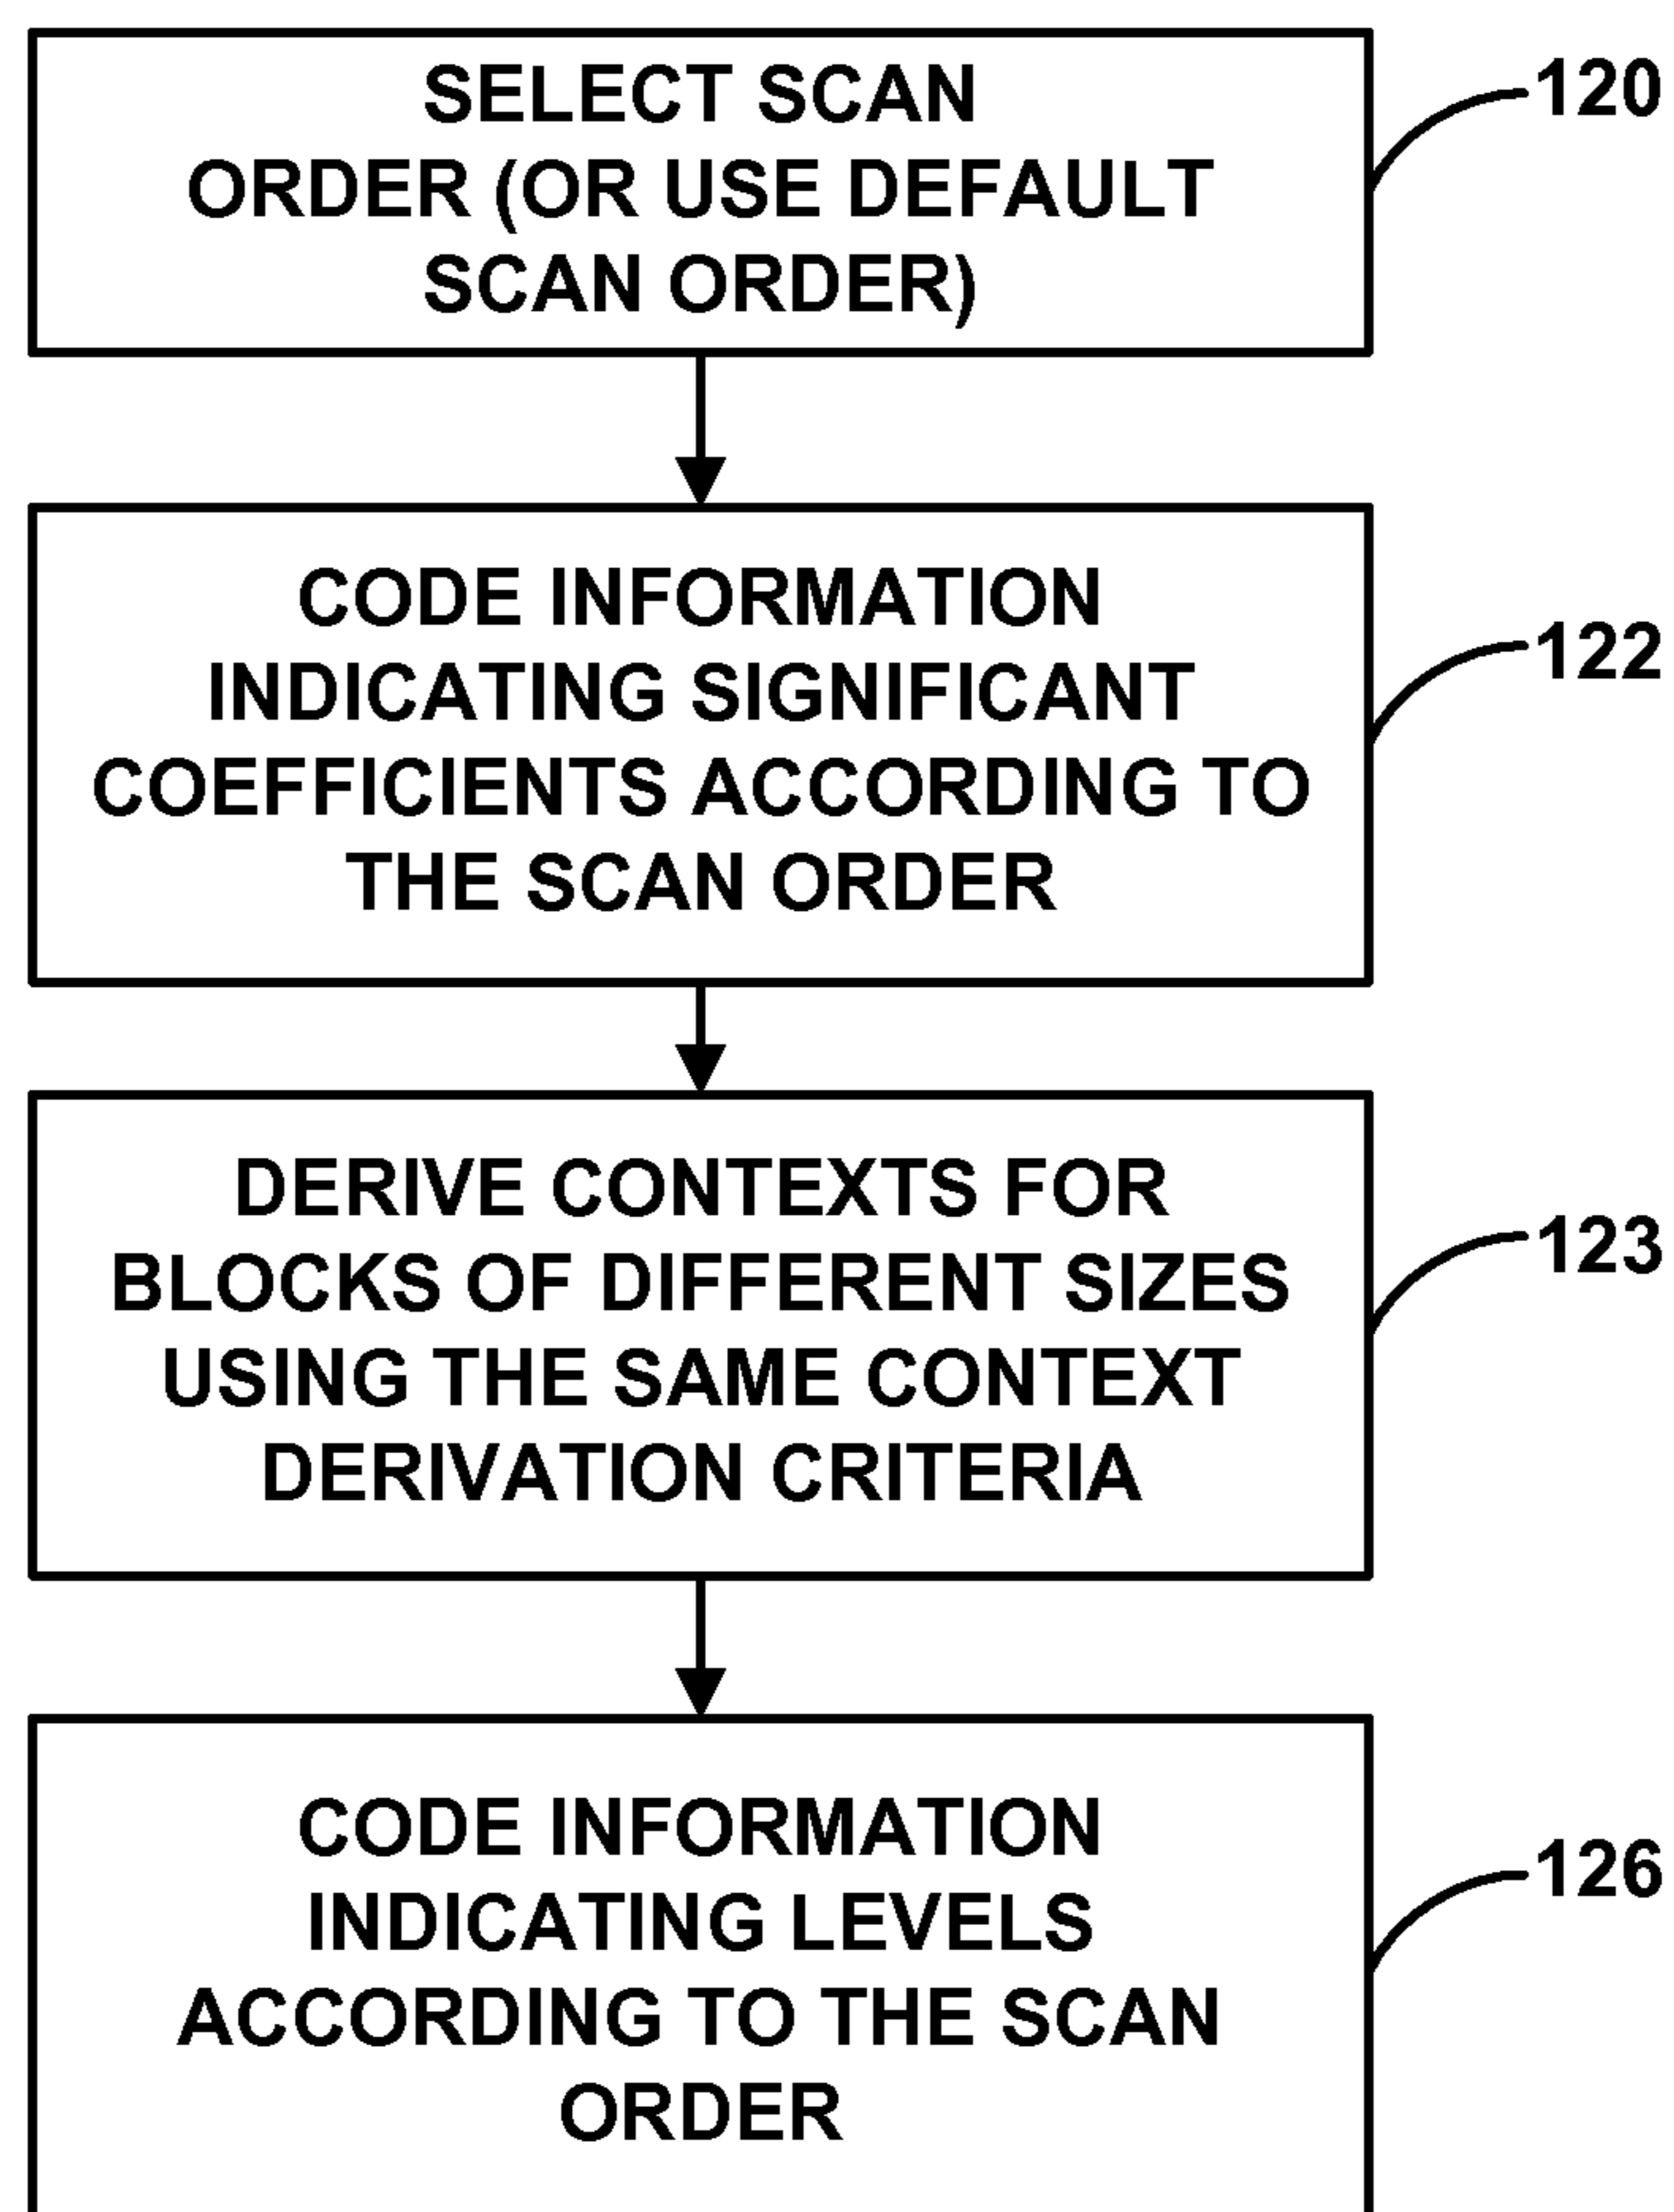 SELECT SCAN
ORDER (OR USE DEFAULT
SCAN ORDER)
120
CODE INFORMATION
INDICATING SIGNIFICANT
COEFFICIENTS ACCORDING TO
THE SCAN ORDER
122
DERIVE CONTEXTS FOR
BLOCKS OF DIFFERENT SIZES
USING THE SAME CONTEXT
DERIVATION CRITERIA
123
CODE INFORMATION
INDICATING LEVELS
ACCORDING TO THE SCAN
ORDER
126